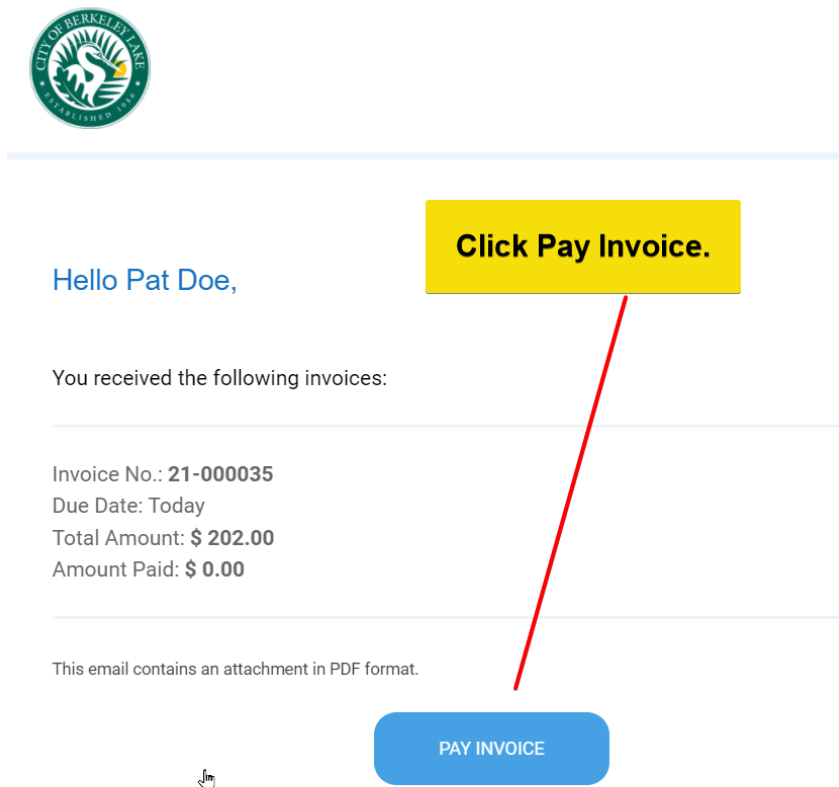 CITY OF BERKELEY LAKE
ESTABLISHED 1956
Click Pay Invoice.
Hello Pat Doe,
You received the following invoices:
Invoice No.: 21-000035
Due Date: Today
Total Amount: $ 202.00
Amount Paid: $ 0.00
This email contains an attachment in PDF format.
PAY INVOICE